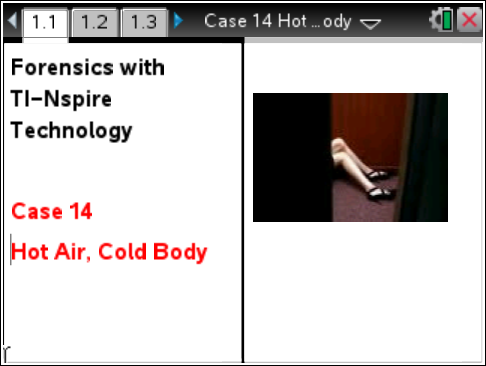 1.1 1.2 1.3 Case 14 Hot ...ody
Forensics with
TI-Nspire
Technology
Case 14
Hot Air, Cold Body